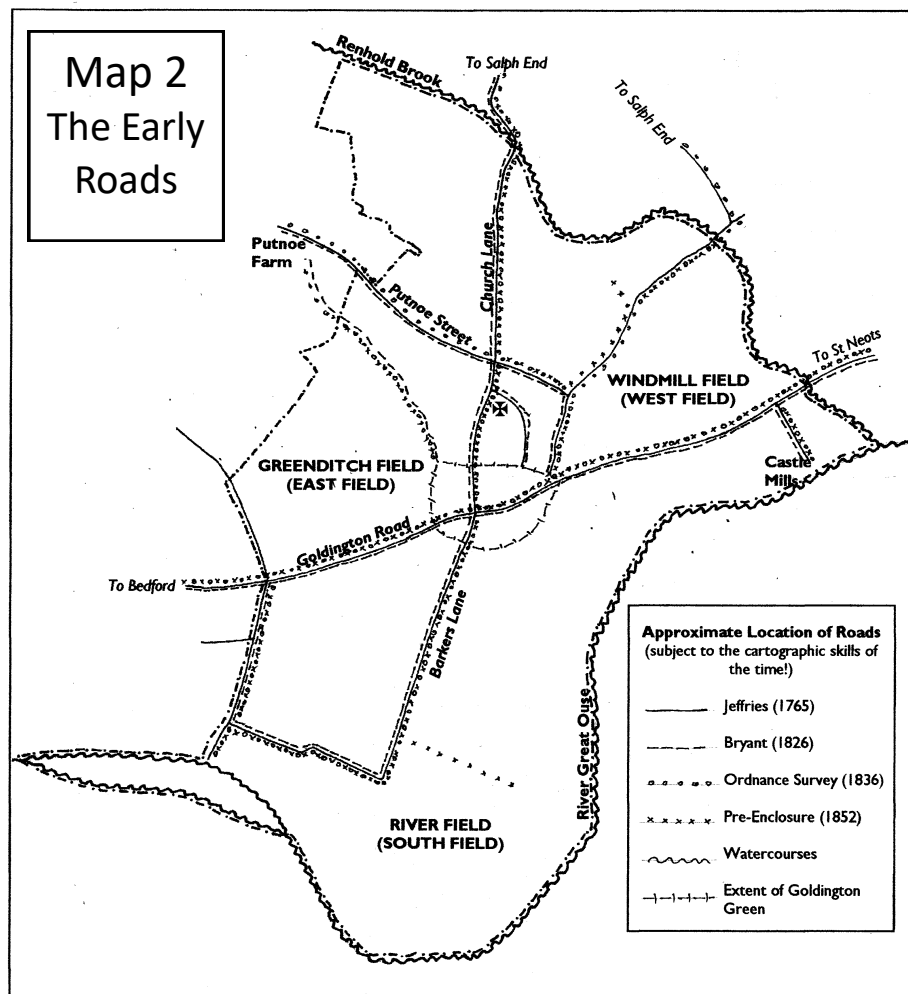 Map 2
The Early
Roads
Renhold Brook
To Salph End
To Salph End
Putnoe
Farm
Putnoe Street
Church Lane
To St Neots
WINDMILL FIELD
(WEST FIELD)
GREENDITCH FIELD
(EAST FIELD)
Castle
Mills
Goldington Road
To Bedford
Barkers Lane
River Great Ouse
RIVER FIELD
(SOUTH FIELD)
Approximate Location of Roads
(subject to the cartographic skills of
the time!)
Jeffries (1765)
Bryant (1826)
Ordnance Survey (1836)
Pre-Enclosure (1852)
Watercourses
Extent of Goldington
Green